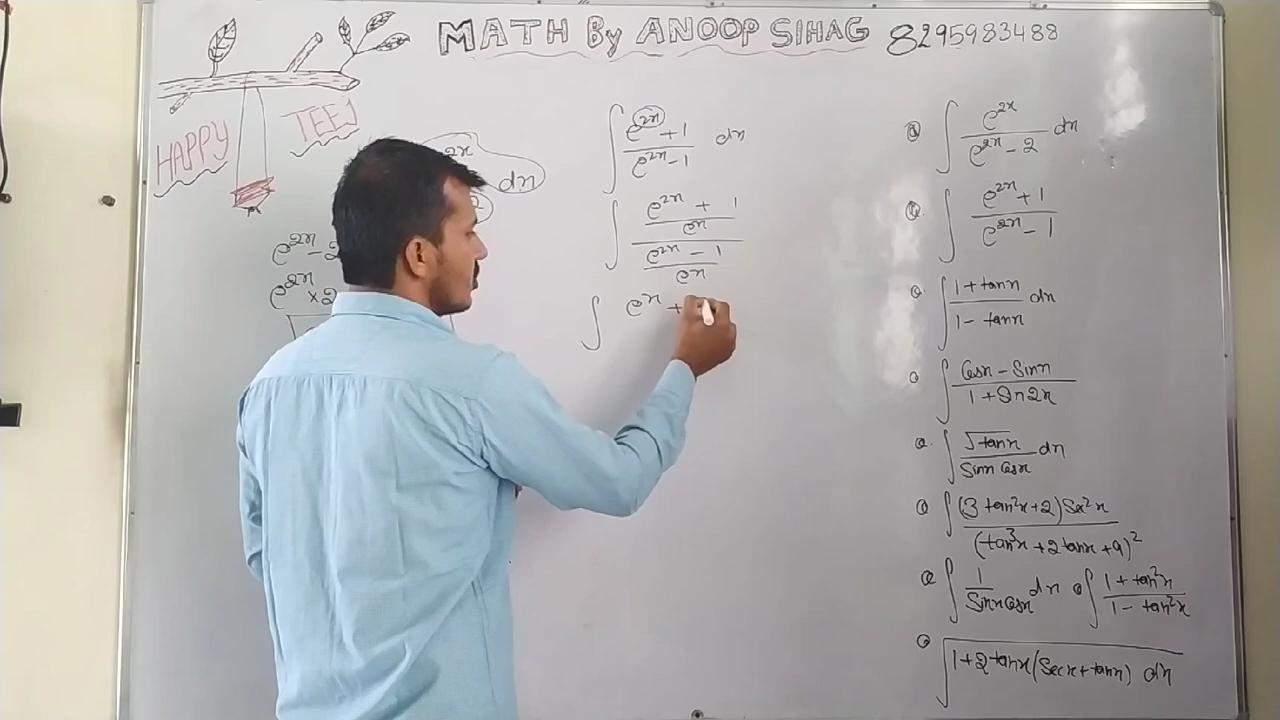 MATH By ANOOP SIHAG 8295983488
HAPPY TEEJ
2x
dx
e^2x - 2
e^2x × 2
∫ (e^2x + 1)/(e^2x - 1) dx
∫ ((e^2x + 1)/e^x)/((e^2x - 1)/e^x)
∫ e^x +
Q ∫ e^2x/(e^2x - 2) dx
Q. ∫ (e^2x + 1)/(e^2x - 1)
Q ∫ (1 + tanx)/(1 - tanx) dx
Q ∫ (Cosx - Sinx)/(1 + Sin2x)
Q. ∫ √tanx/(Sinx Cosx) dx
Q ∫ (3 tan²x + 2) Sec²x/(tan³x + 2 tanx + 9)²
Q ∫ 1/(Sinx Cosx) dx Q ∫ (1 + tan²x)/(1 - tan²x)
Q ∫ √(1 + 2 tanx (Secx + tanx)) dx